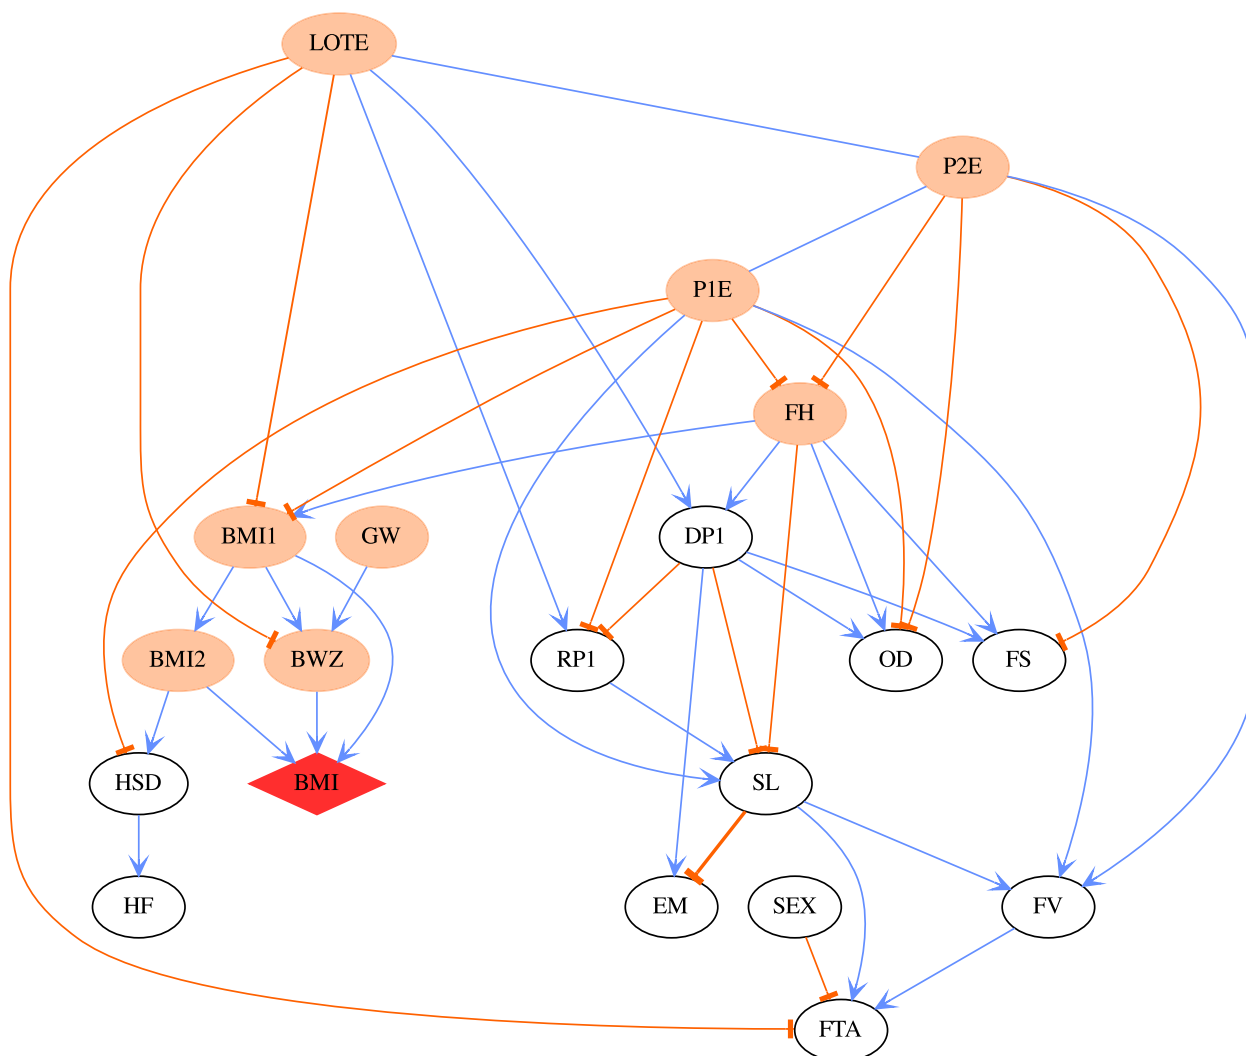 LOTE
P2E
P1E
FH
BMI1
GW
DP1
BMI2
BWZ
RP1
OD
FS
HSD
BMI
SL
HF
EM
SEX
FV
FTA